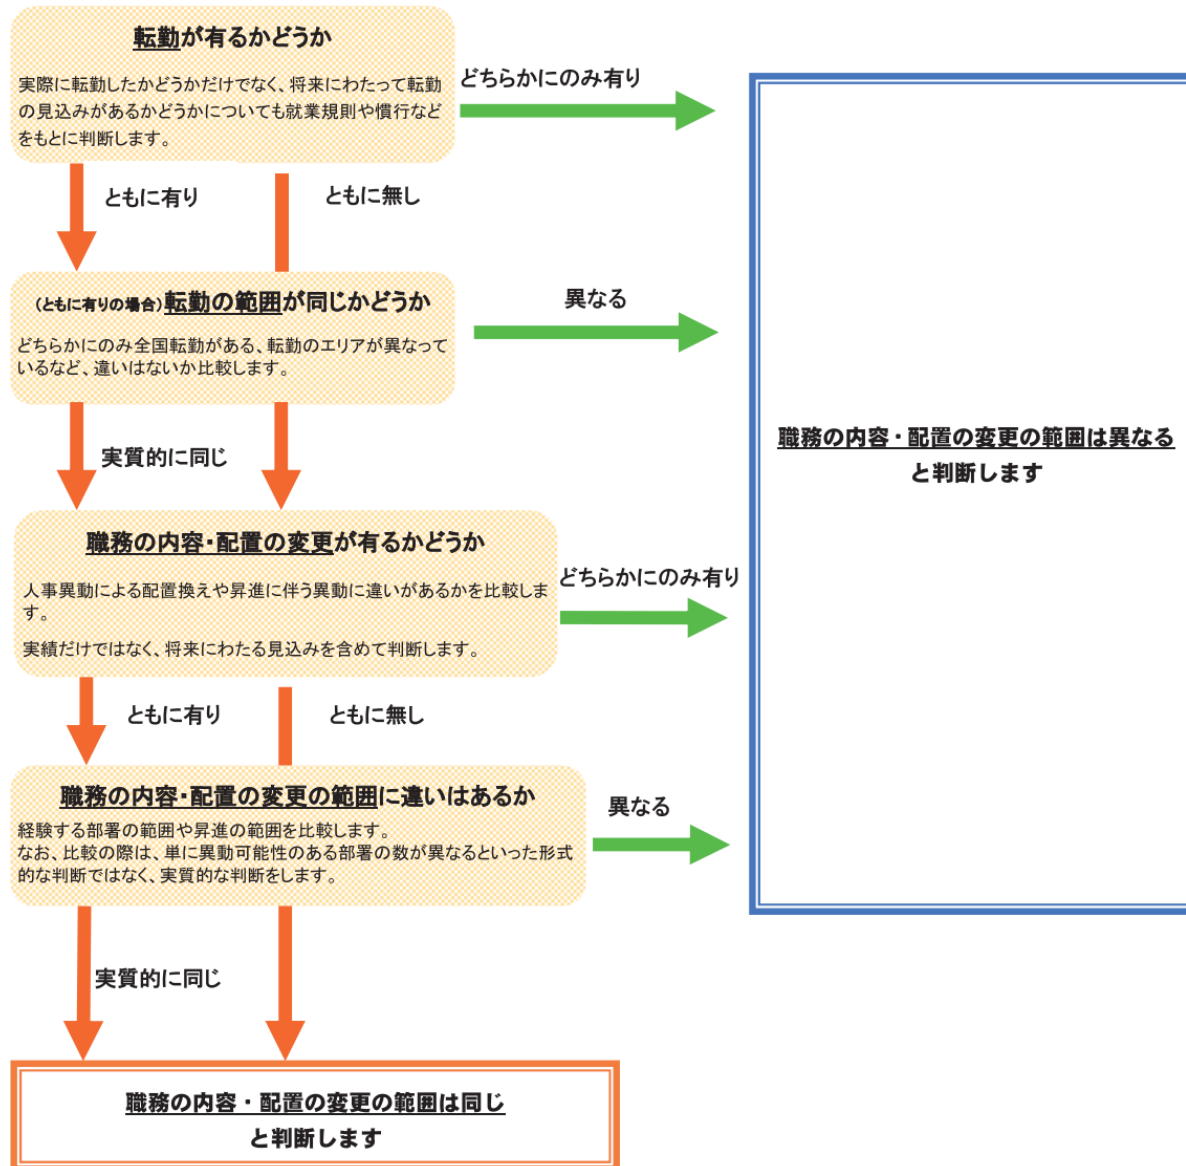 転勤が有るかどうか
実際に転勤したかどうかだけでなく、将来にわたって転勤
の見込みがあるかどうかについても就業規則や慣行など
をもとに判断します。
どちらかにのみ有り
ともに有り
ともに無し
(ともに有りの場合)転勤の範囲が同じかどうか
どちらかにのみ全国転勤がある、転勤のエリアが異なって
いるなど、違いはないか比較します。
異なる
実質的に同じ
職務の内容・配置の変更の範囲は異なる
と判断します
職務の内容・配置の変更が有るかどうか
人事異動による配置換えや昇進に伴う異動に違いがあるかを比較しま
す。
実績だけではなく、将来にわたる見込みを含めて判断します。
どちらかにのみ有り
ともに有り
ともに無し
職務の内容・配置の変更の範囲に違いはあるか
経験する部署の範囲や昇進の範囲を比較します。
なお、比較の際は、単に異動可能性のある部署の数が異なるといった形式
的な判断ではなく、実質的な判断をします。
異なる
実質的に同じ
職務の内容・配置の変更の範囲は同じ
と判断します